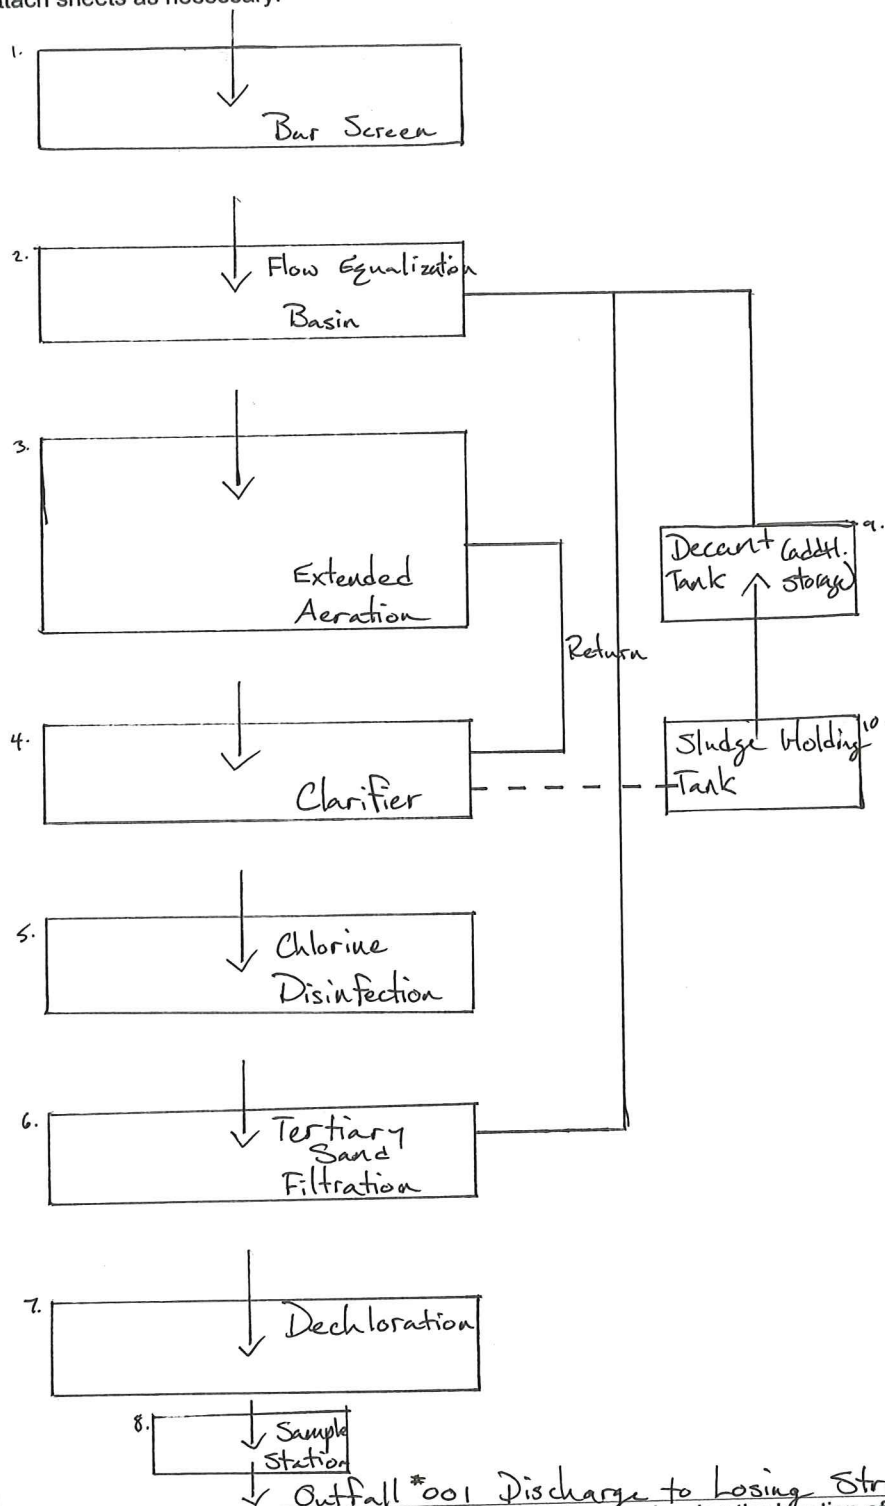 ttach sheets as necessary.
1.
Bar Screen
2.
Flow Equalization
Basin
3.
Extended
Aeration
Return
9.
Decant (addtl.
Tank storage)
4.
Clarifier
10
Sludge Holding
Tank
5.
Chlorine
Disinfection
6.
Tertiary
Sand
Filtration
7.
Dechloration
8.
Sample
Station
Outfall #001 Discharge to Losing Str